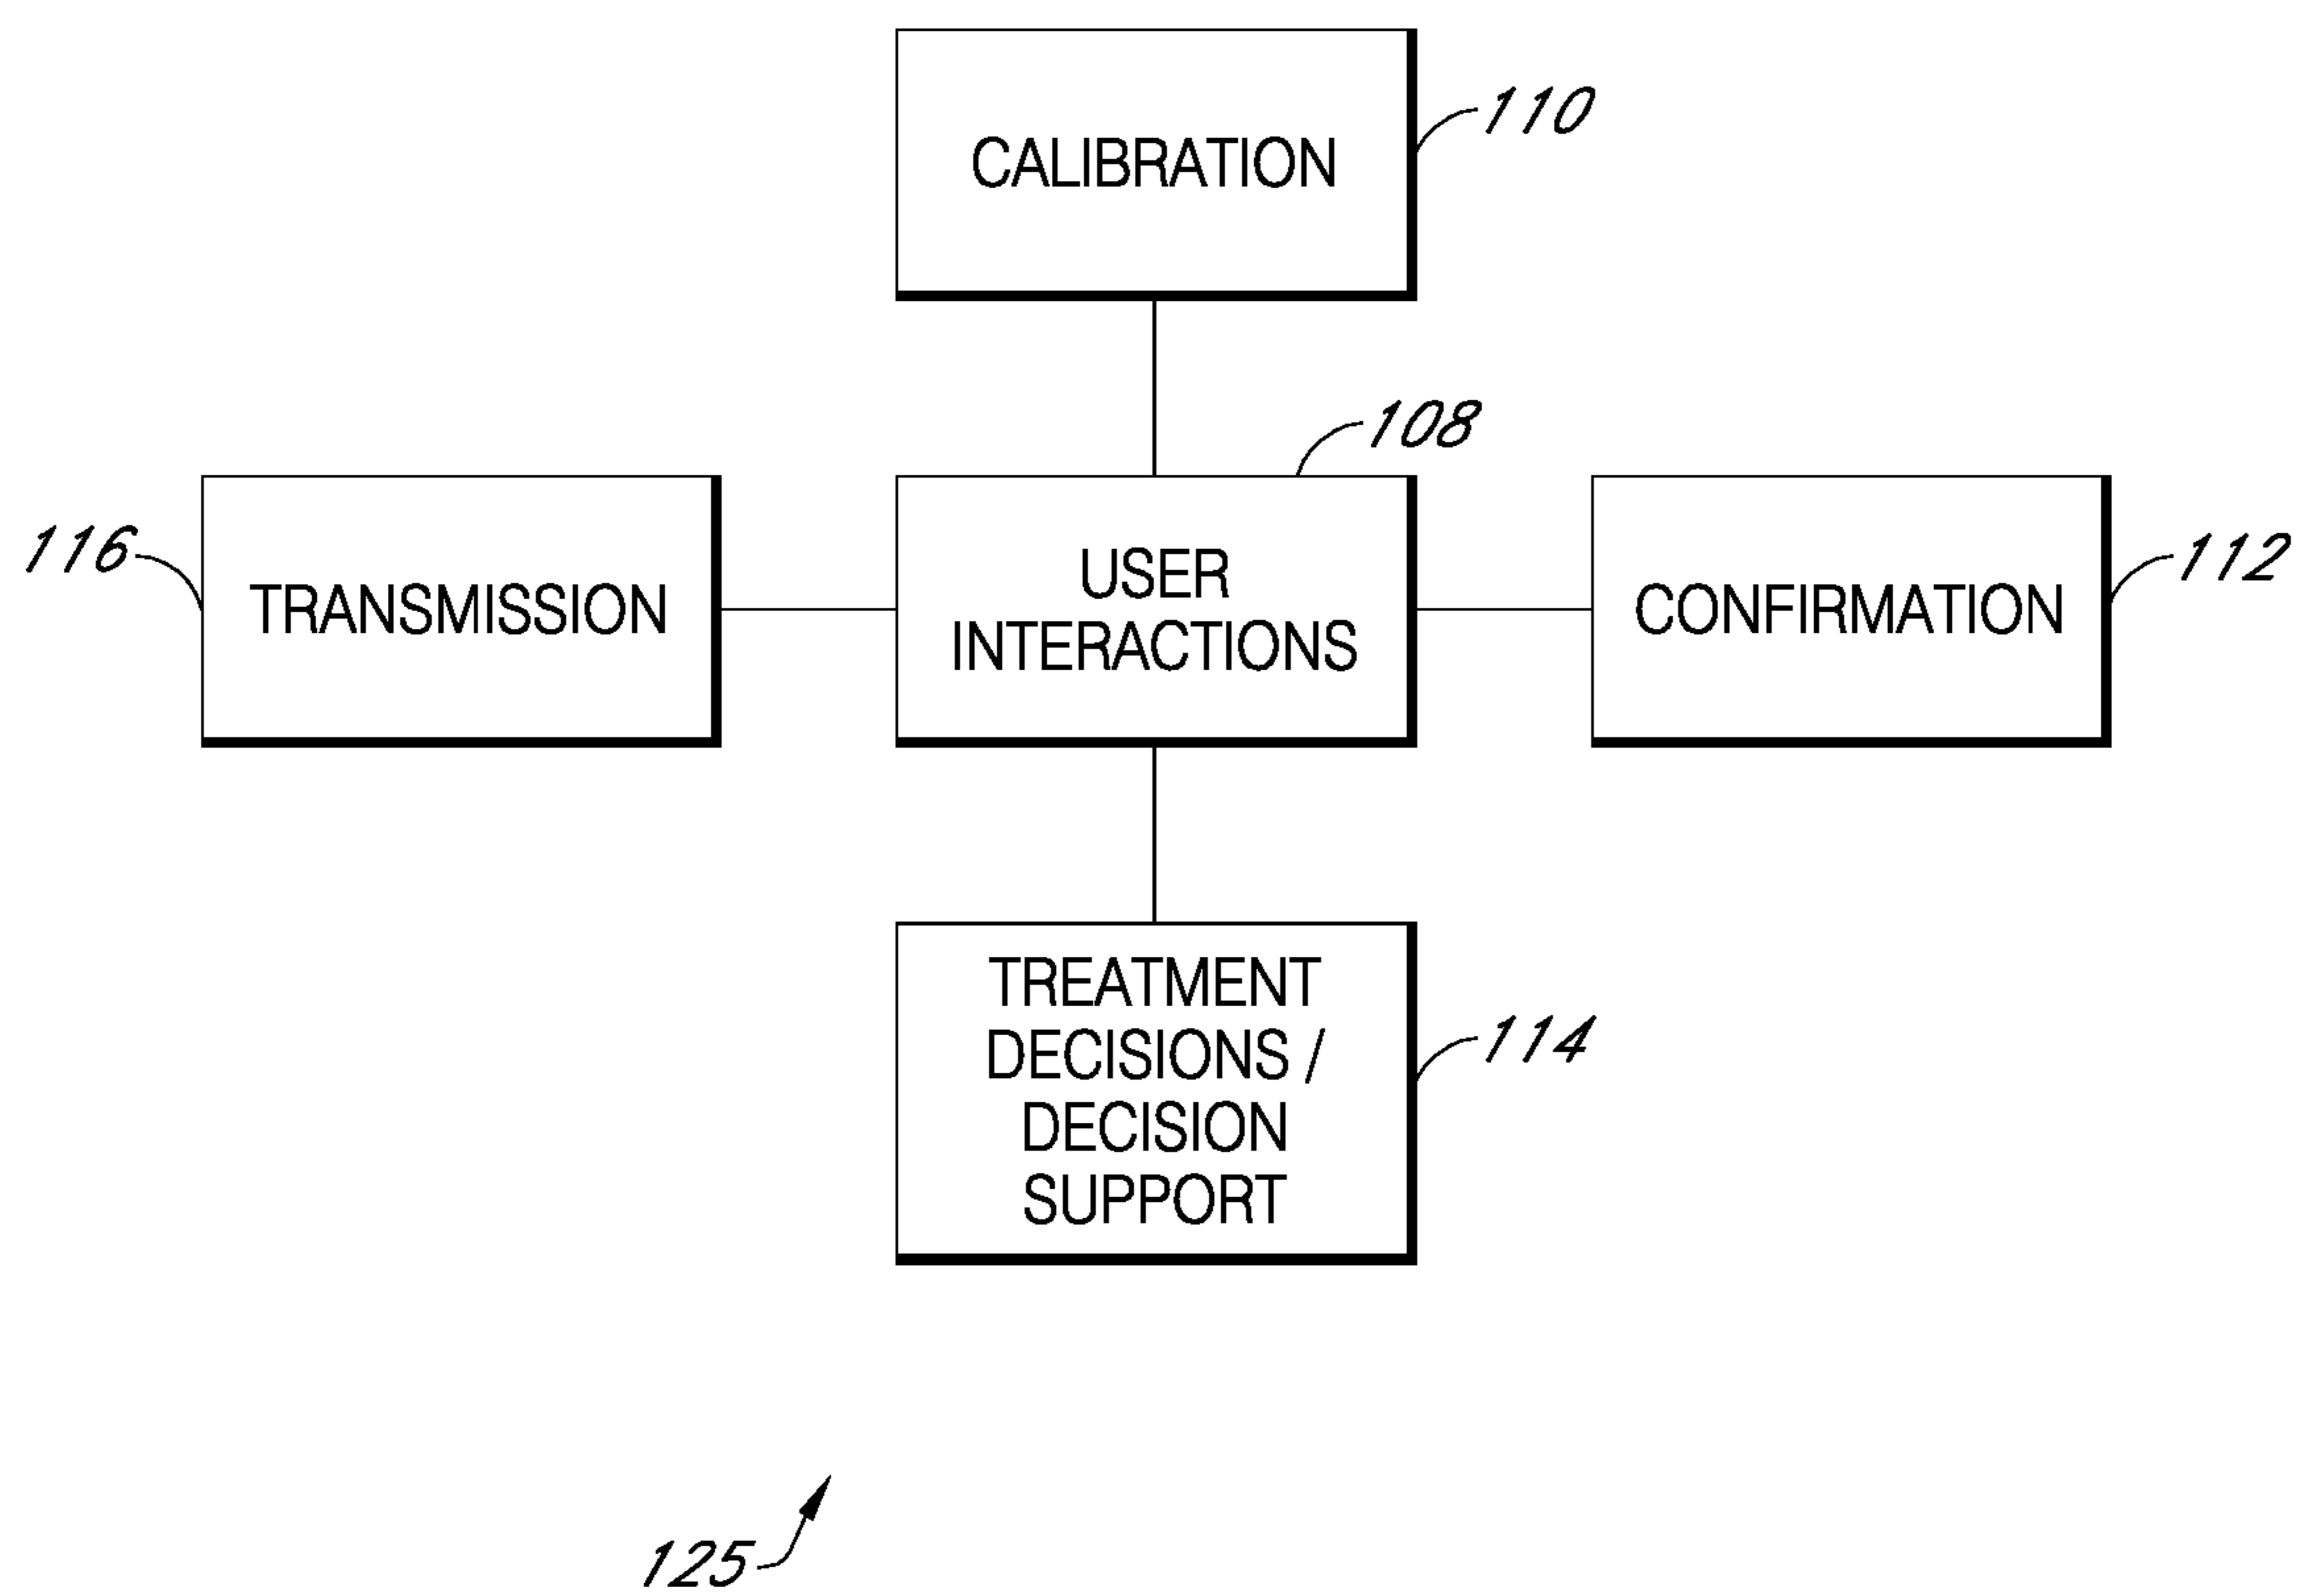 110
CALIBRATION
108
116
TRANSMISSION
USER
INTERACTIONS
CONFIRMATION
112
TREATMENT
DECISIONS /
DECISION
SUPPORT
114
125